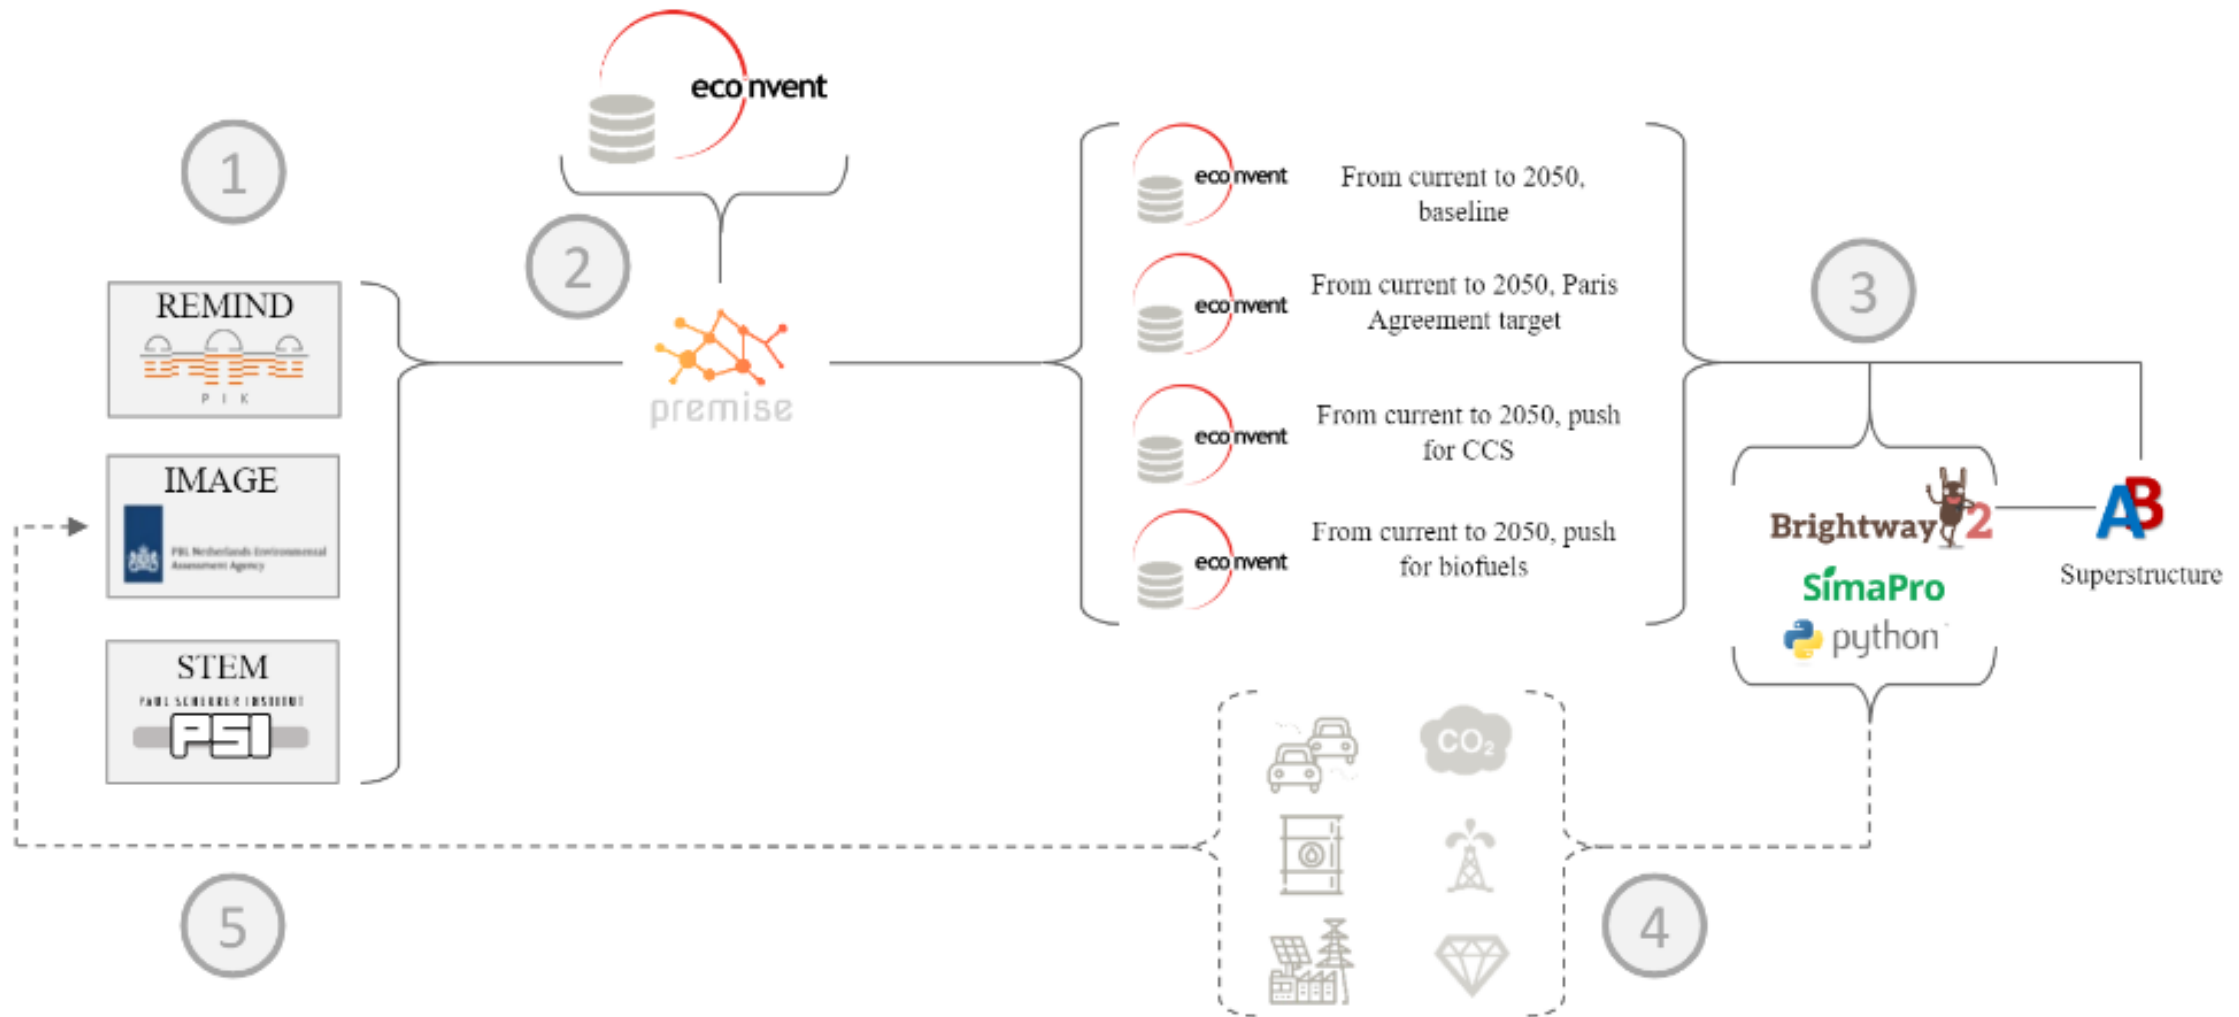 ecoinvent
1
2
REMIND
P I K
IMAGE
PBL Netherlands Environmental
Assessment Agency
STEM
PAUL SCHERRER INSTITUT
PSI
premise
ecoinvent
From current to 2050,
baseline
ecoinvent
From current to 2050, Paris
Agreement target
ecoinvent
From current to 2050, push
for CCS
ecoinvent
From current to 2050, push
for biofuels
3
Brightway2
SimaPro
python
AB
Superstructure
CO₂
4
5